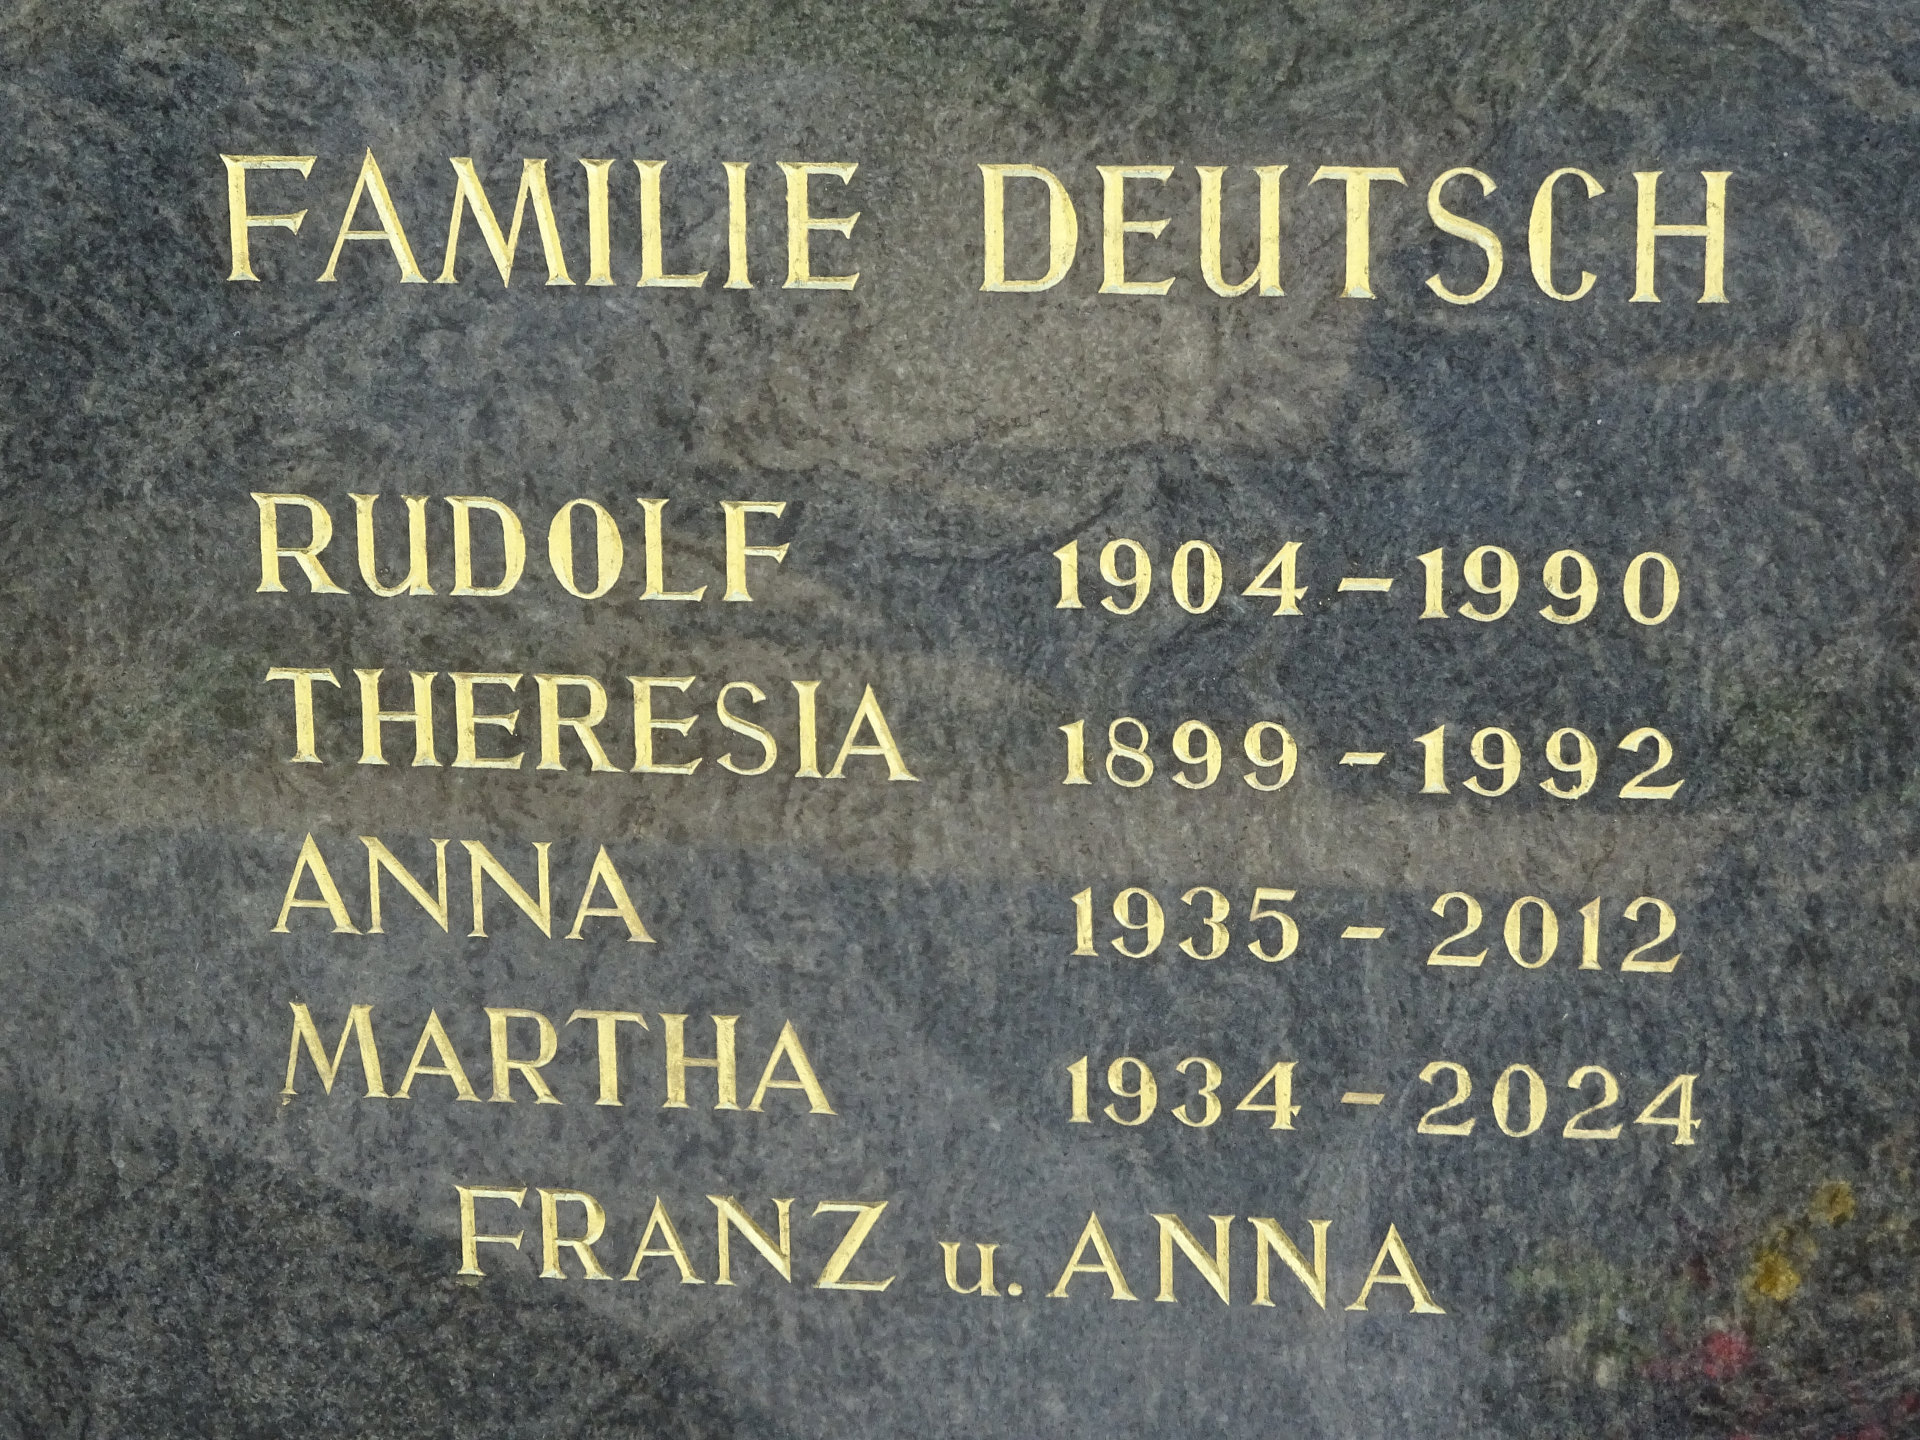 FAMILIE DEUTSCH
RUDOLF 1904 - 1990
THERESIA 1899 - 1992
ANNA 1935 - 2012
MARTHA 1934 - 2024
FRANZ u. ANNA